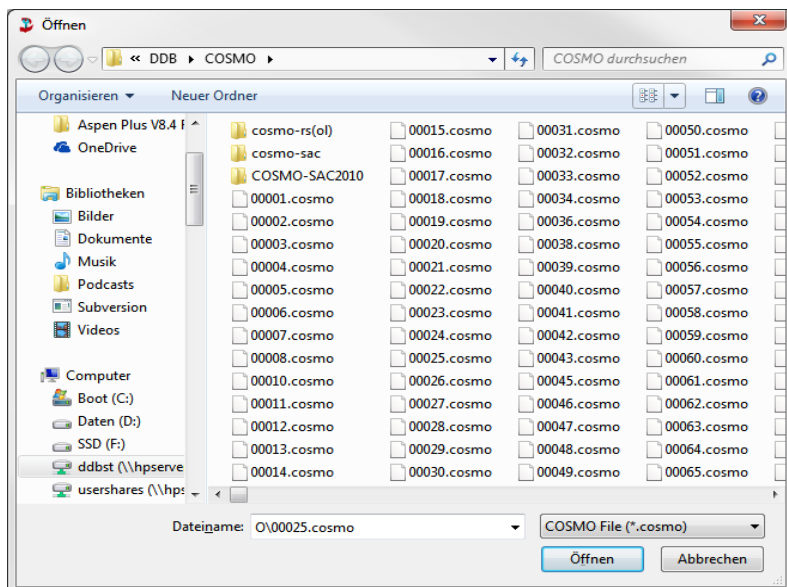 Öffnen
« DDB ▸ COSMO ▸
COSMO durchsuchen
Organisieren
Neuer Ordner
Aspen Plus V8.4 F
OneDrive
Bibliotheken
Bilder
Dokumente
Musik
Podcasts
Subversion
Videos
Computer
Boot (C:)
Daten (D:)
SSD (F:)
ddbst (\\hpserve
usershares (\\hps
cosmo-rs(ol)
cosmo-sac
COSMO-SAC2010
00001.cosmo
00002.cosmo
00003.cosmo
00004.cosmo
00005.cosmo
00006.cosmo
00007.cosmo
00008.cosmo
00010.cosmo
00011.cosmo
00012.cosmo
00013.cosmo
00014.cosmo
00015.cosmo
00016.cosmo
00017.cosmo
00018.cosmo
00019.cosmo
00020.cosmo
00021.cosmo
00022.cosmo
00023.cosmo
00024.cosmo
00025.cosmo
00026.cosmo
00027.cosmo
00028.cosmo
00029.cosmo
00030.cosmo
00031.cosmo
00032.cosmo
00033.cosmo
00034.cosmo
00036.cosmo
00038.cosmo
00039.cosmo
00040.cosmo
00041.cosmo
00042.cosmo
00043.cosmo
00045.cosmo
00046.cosmo
00047.cosmo
00048.cosmo
00049.cosmo
00050.cosmo
00051.cosmo
00052.cosmo
00053.cosmo
00054.cosmo
00055.cosmo
00056.cosmo
00057.cosmo
00058.cosmo
00059.cosmo
00060.cosmo
00061.cosmo
00062.cosmo
00063.cosmo
00064.cosmo
00065.cosmo
Dateiname: O\00025.cosmo
COSMO File (*.cosmo)
Öffnen
Abbrechen